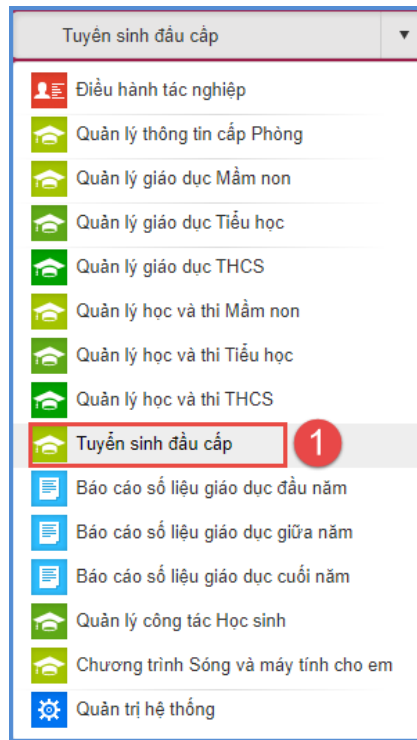 Tuyển sinh đầu cấp
Điều hành tác nghiệp
Quản lý thông tin cấp Phòng
Quản lý giáo dục Mầm non
Quản lý giáo dục Tiểu học
Quản lý giáo dục THCS
Quản lý học và thi Mầm non
Quản lý học và thi Tiểu học
Quản lý học và thi THCS
Tuyển sinh đầu cấp 1
Báo cáo số liệu giáo dục đầu năm
Báo cáo số liệu giáo dục giữa năm
Báo cáo số liệu giáo dục cuối năm
Quản lý công tác Học sinh
Chương trình Sóng và máy tính cho em
Quản trị hệ thống